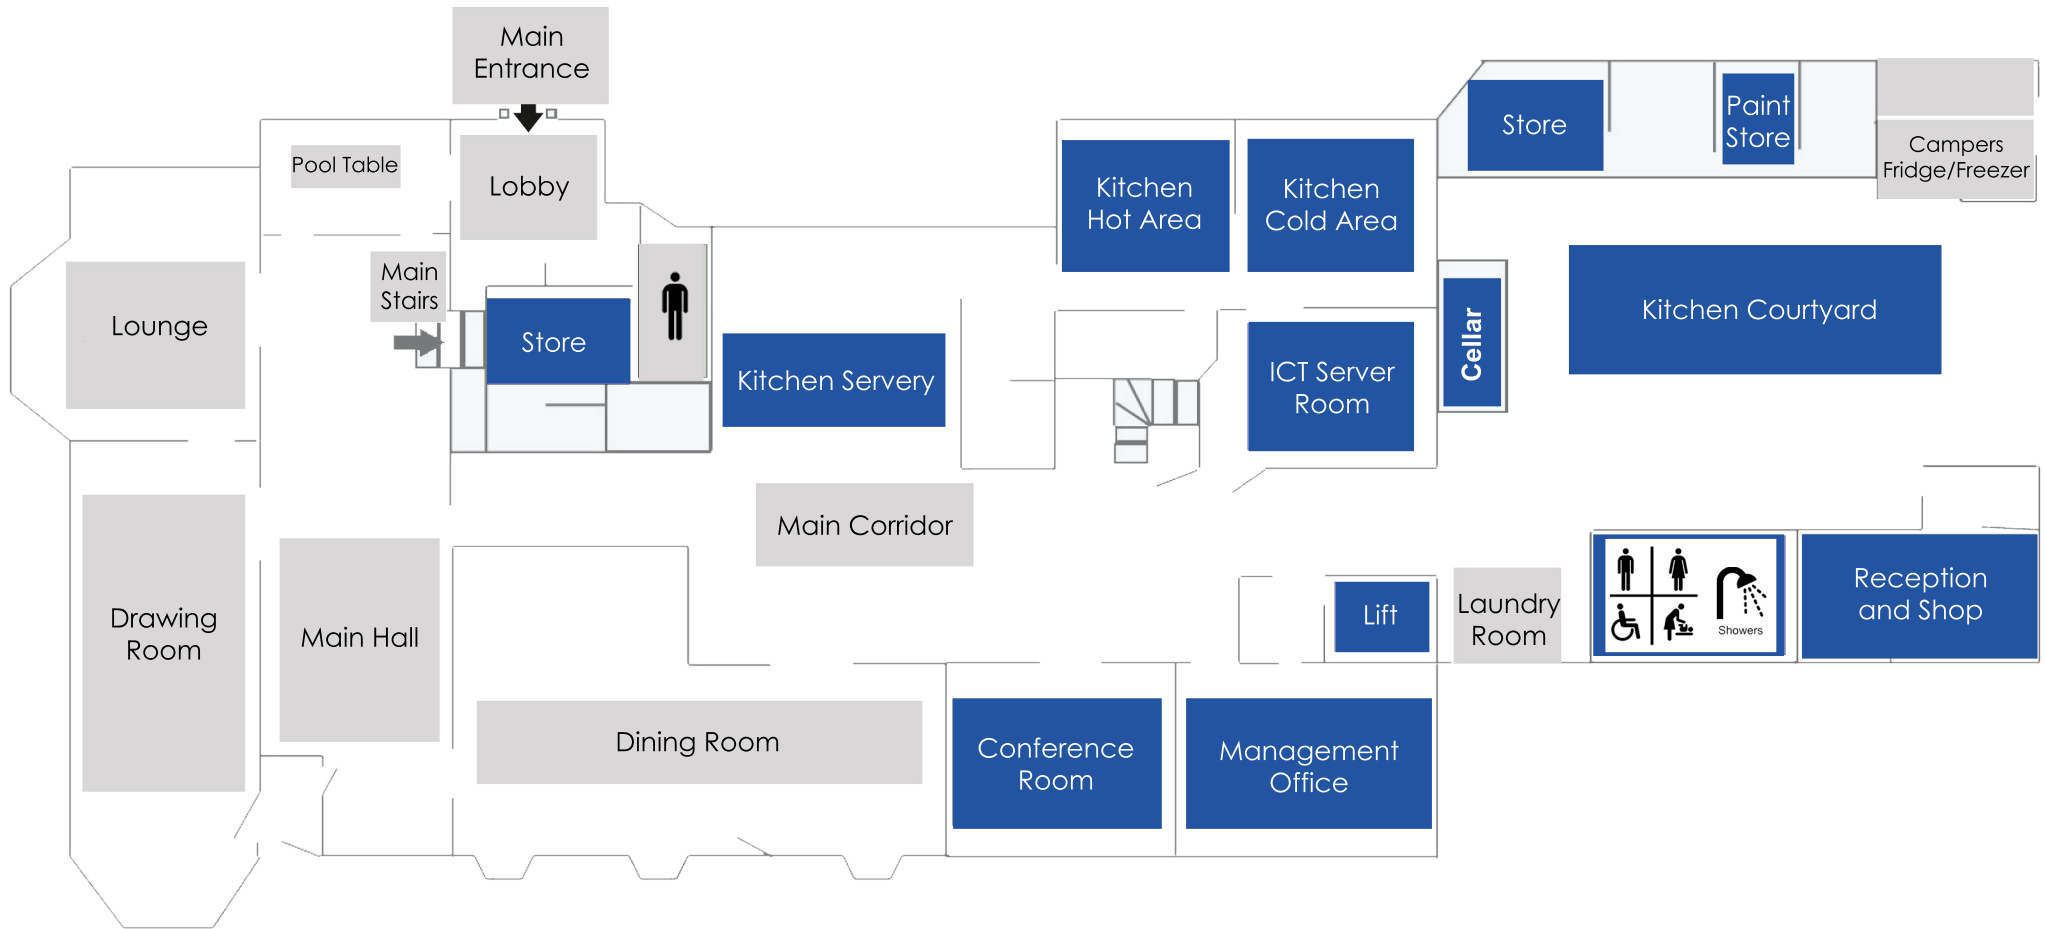 Main
Entrance
Pool Table
Lobby
Main
Stairs
Lounge
Store
Kitchen Servery
Kitchen
Hot Area
Kitchen
Cold Area
Store
Paint
Store
Campers
Fridge/Freezer
ICT Server
Room
Cellar
Kitchen Courtyard
Main Corridor
Drawing
Room
Main Hall
Dining Room
Conference
Room
Management
Office
Lift
Laundry
Room
Showers
Reception
and Shop